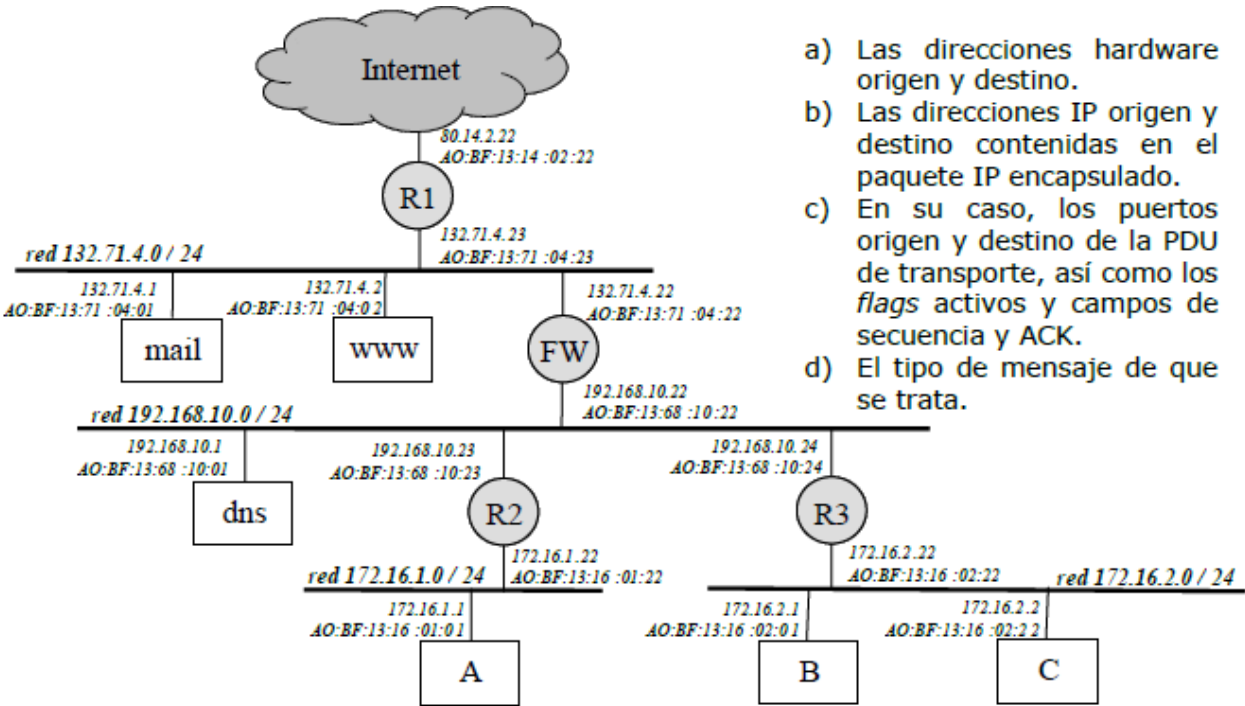 Internet
80.14.2.22
AO:BF:13:14 :02:22
R1
132.71.4.23
AO:BF:13:71 :04:23
red 132.71.4.0 / 24
132.71.4.1
AO:BF:13:71 :04:01
mail
132.71.4. 2
AO:BF:13:71 :04:0 2
www
132.71.4.22
AO:BF:13:71 :04:22
FW
192.168.10.22
AO:BF:13:68 :10:22
red 192.168.10.0 / 24
192.168.10.1
AO:BF:13:68 :10:01
dns
192.168.10.23
AO:BF:13:68 :10:23
R2
192.168.10. 24
AO:BF:13:68 :10:24
R3
172.16.1.22
AO:BF:13:16 :01:22
red 172.16.1.0 / 24
172.16.1.1
AO:BF:13:16 :01:0 1
A
172.16.2.22
AO:BF:13:16 :02:22
red 172.16.2.0 / 24
172.16.2.1
AO:BF:13:16 :02:0 1
B
172.16.2.2
AO:BF:13:16 :02:2 2
C
a) Las direcciones hardware
origen y destino.
b) Las direcciones IP origen y
destino contenidas en el
paquete IP encapsulado.
c) En su caso, los puertos
origen y destino de la PDU
de transporte, así como los
flags activos y campos de
secuencia y ACK.
d) El tipo de mensaje de que
se trata.